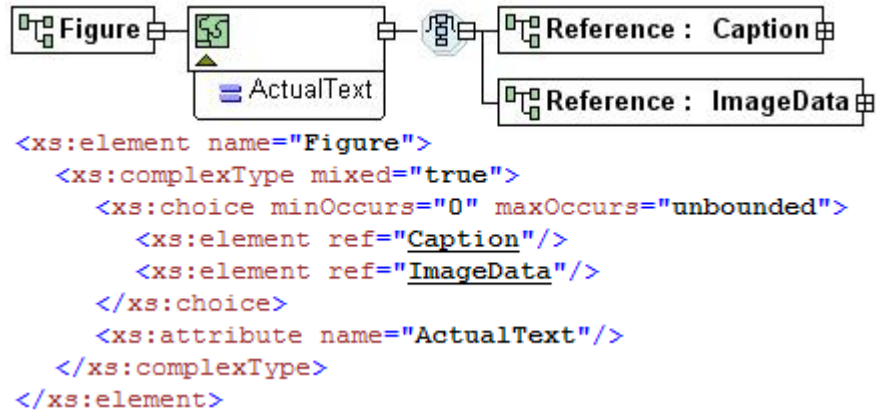 Figure
Reference : Caption
ActualText
Reference : ImageData
<xs:element name="Figure">
<xs:complexType mixed="true">
<xs:choice minOccurs="0" maxOccurs="unbounded">
<xs:element ref="Caption"/>
<xs:element ref="ImageData"/>
</xs:choice>
<xs:attribute name="ActualText"/>
</xs:complexType>
</xs:element>